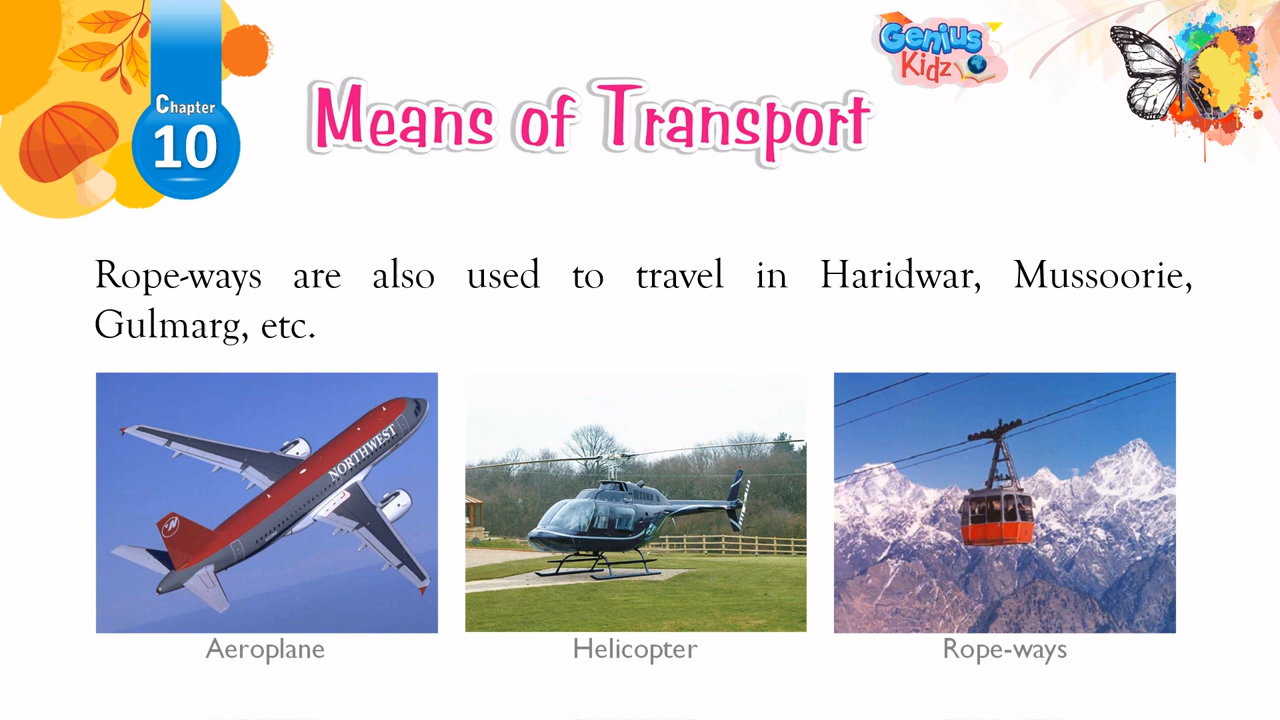 Chapter
10
Genius
Kidz
Means of Transport
Rope-ways are also used to travel in Haridwar, Mussoorie,
Gulmarg, etc.
NORTHWEST
Aeroplane
Helicopter
Rope-ways